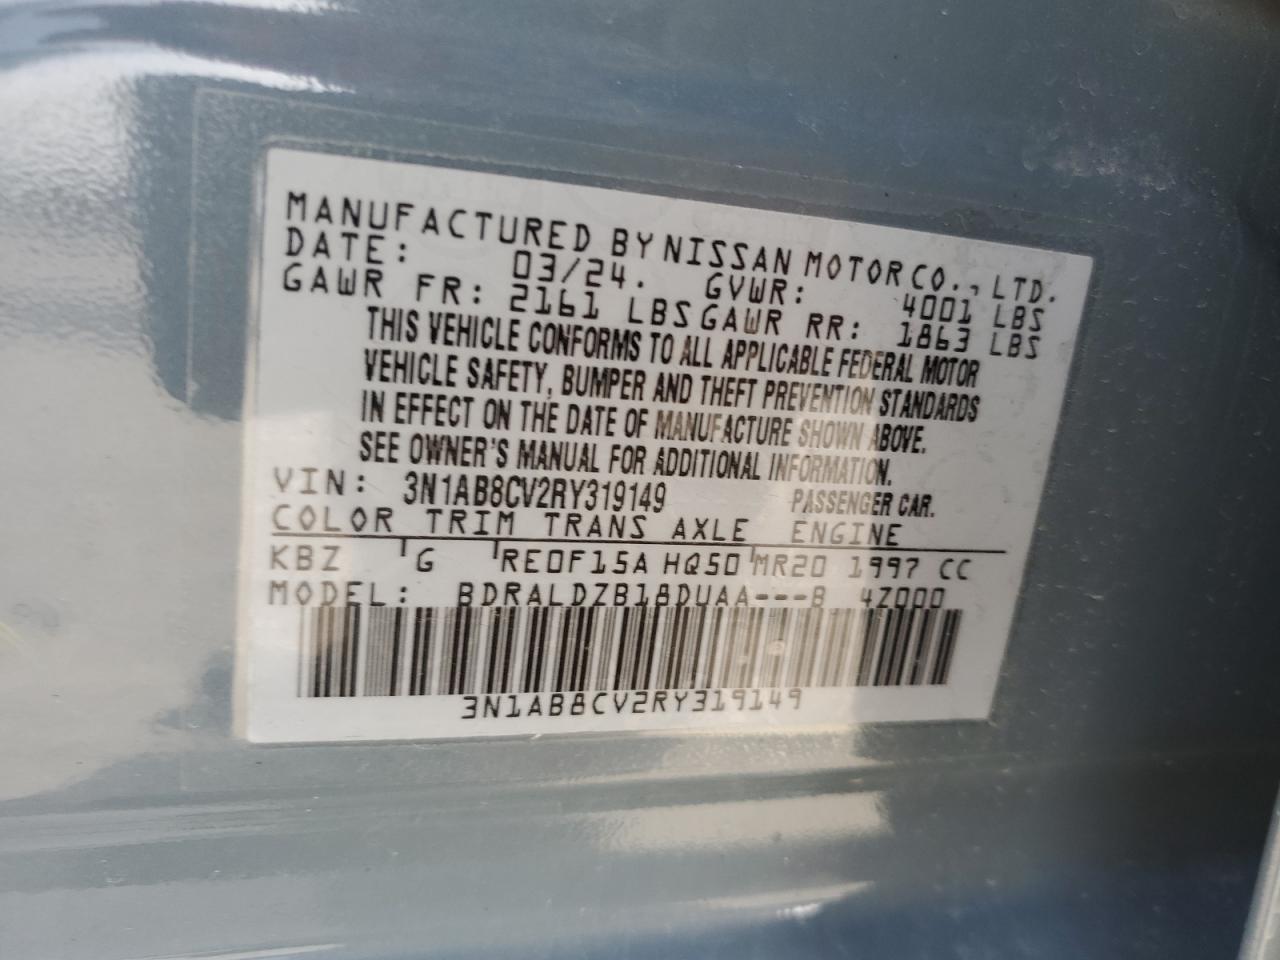 MANUFACTURED BY NISSAN MOTOR CO., LTD.
DATE: 03/24. GVWR: 4001 LBS
GAWR FR: 2161 LBS GAWR RR: 1863 LBS
THIS VEHICLE CONFORMS TO ALL APPLICABLE FEDERAL MOTOR
VEHICLE SAFETY, BUMPER AND THEFT PREVENTION STANDARDS
IN EFFECT ON THE DATE OF MANUFACTURE SHOWN ABOVE.
SEE OWNER'S MANUAL FOR ADDITIONAL INFORMATION.
VIN: 3N1AB8CV2RY319149 PASSENGER CAR.
COLOR TRIM TRANS AXLE ENGINE
KBZ G RE0F15A HQ50 MR20 1997 CC
MODEL: BDRALDZB18DUAA---B 4Z000
3N1AB8CV2RY319149